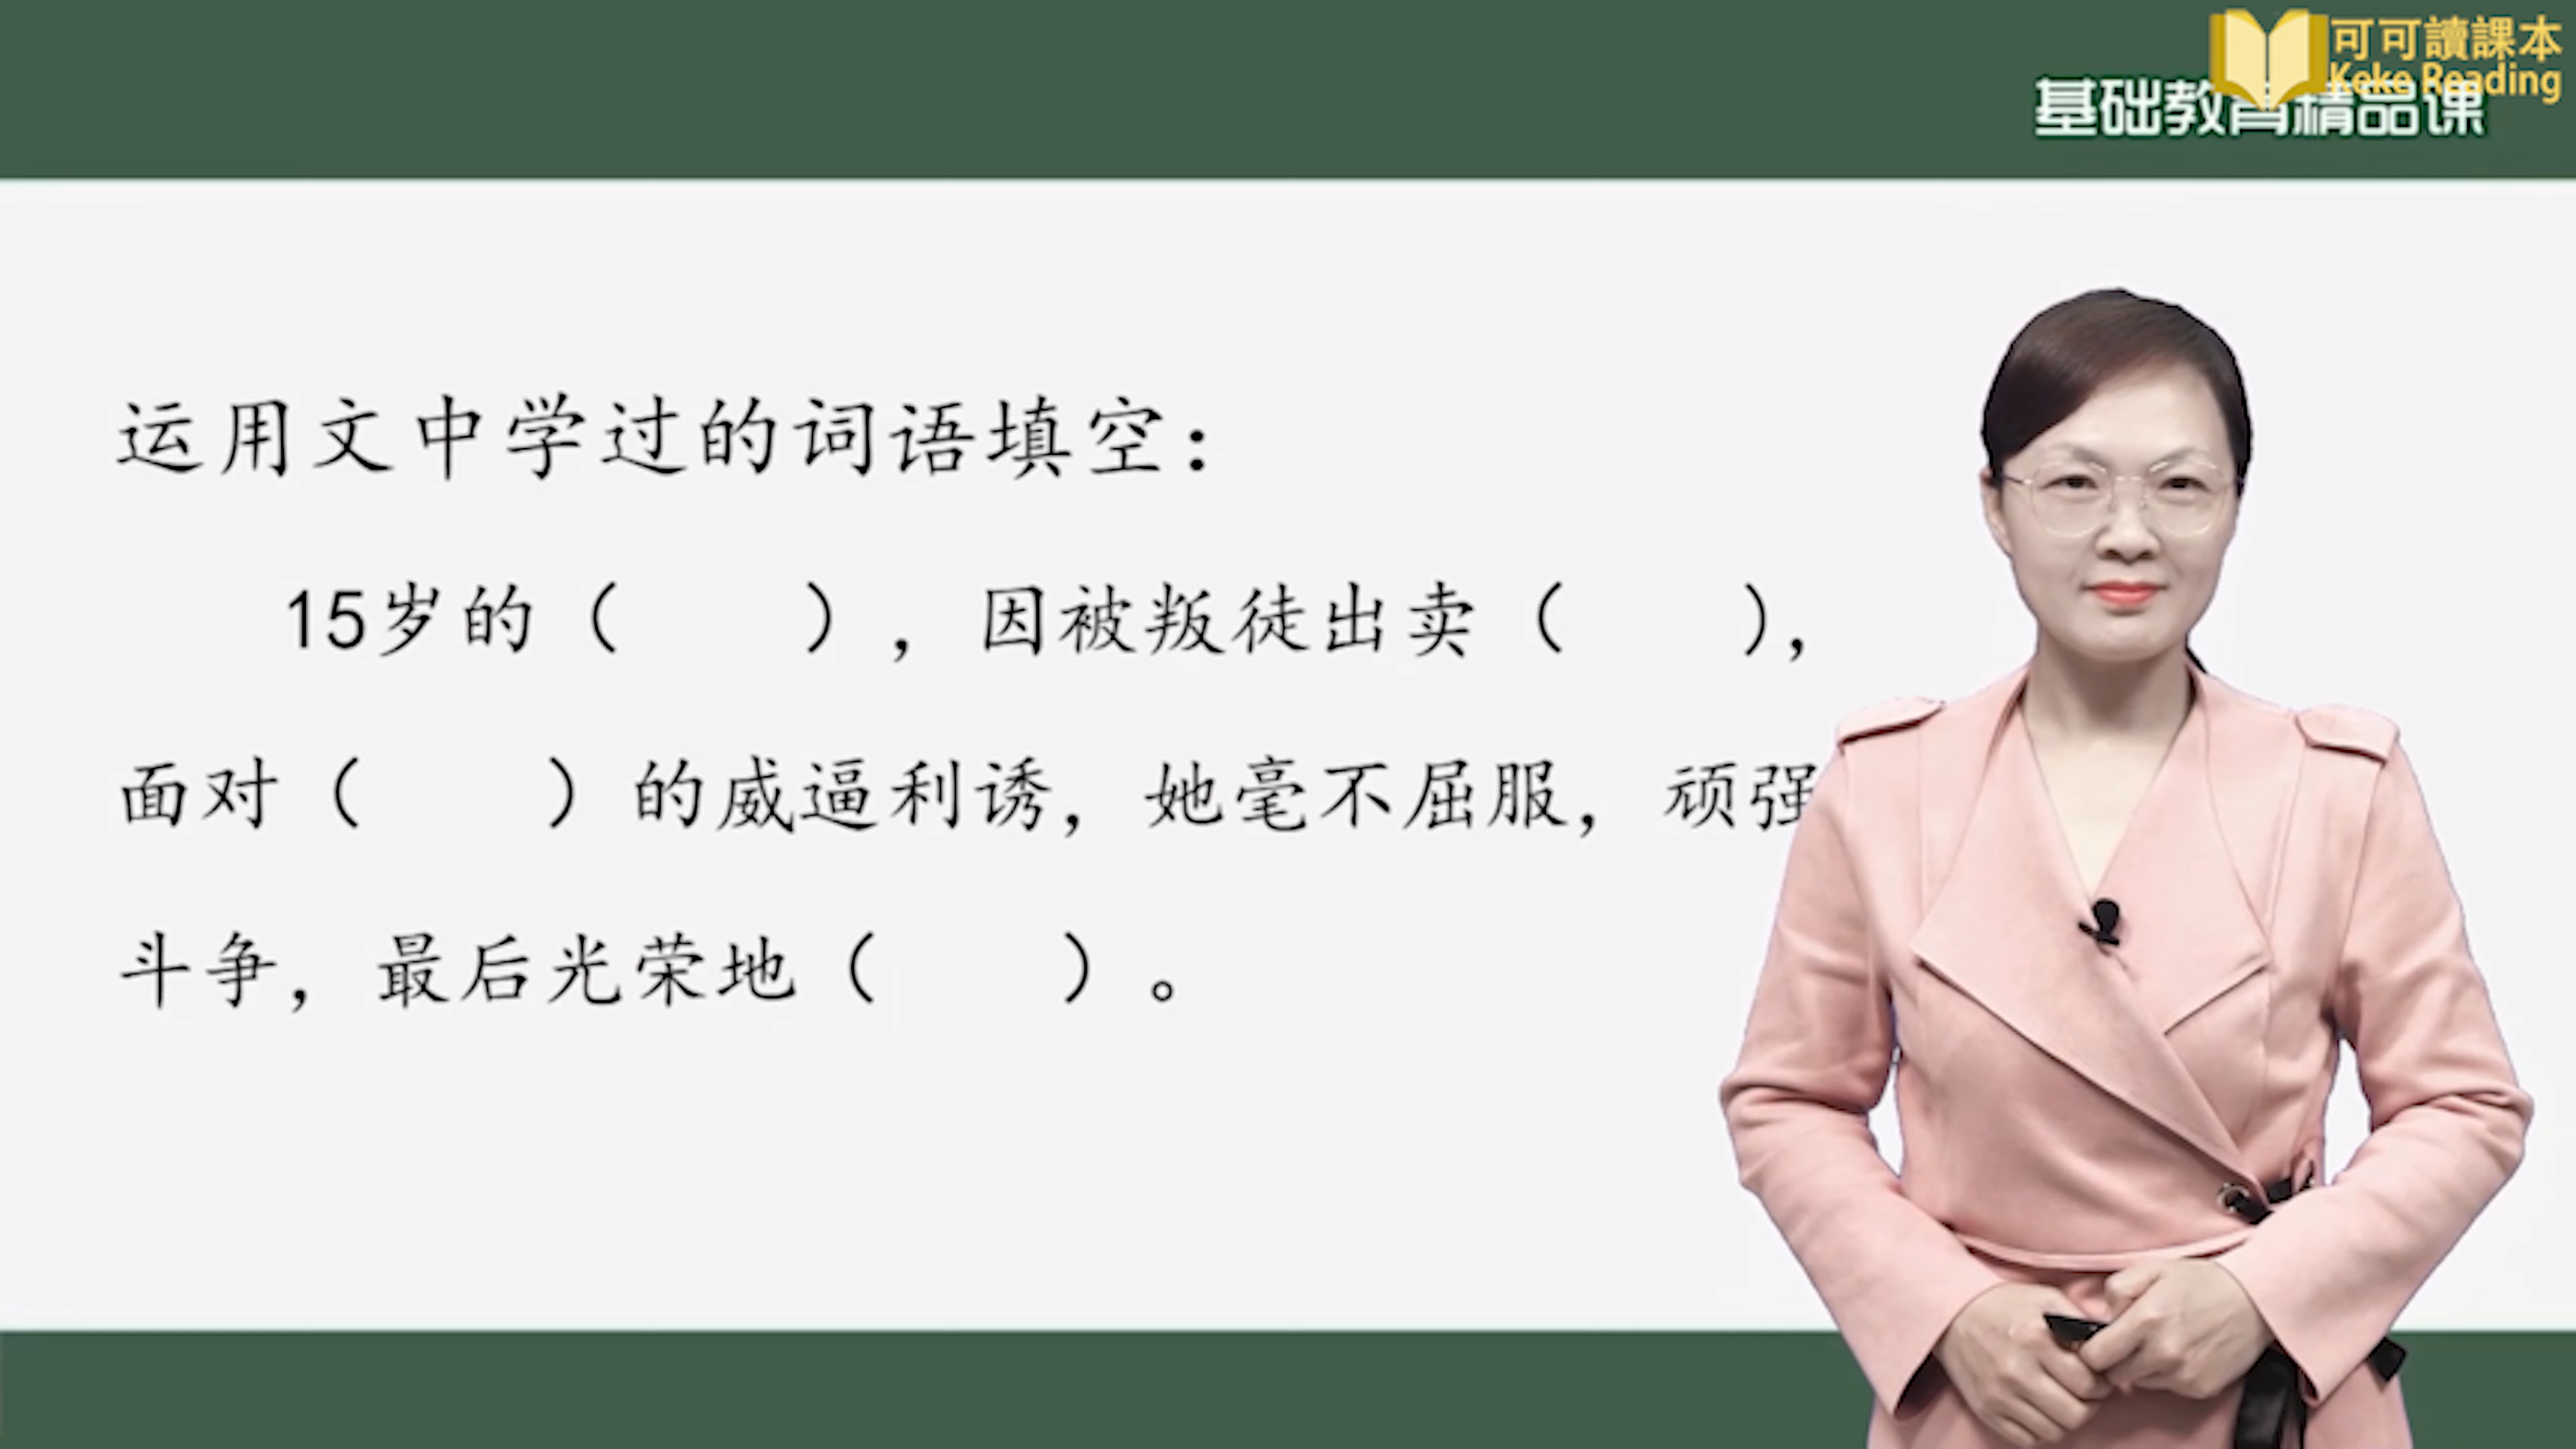 可可讀課本
Keke Reading
基础教育精品课
运用文中学过的词语填空：
15岁的（ ），因被叛徒出卖（ ），
面对（ ）的威逼利诱，她毫不屈服，顽强
斗争，最后光荣地（ ）。